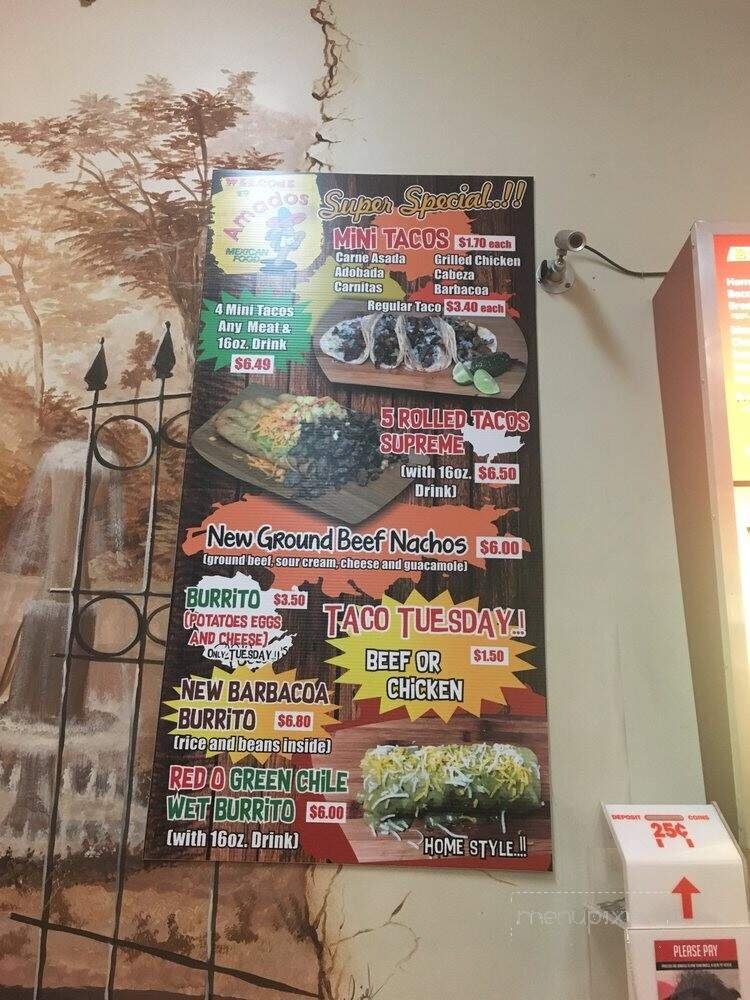 WELCOME
TO
Amados
MEXICAN
FOOD
Super Special..!!
MiNi TACOS $1.70 each
Carne Asada Grilled Chicken
Adobada Cabeza
Carnitas Barbacoa
Regular Taco $3.40 each
4 Mini Tacos
Any Meat &
16oz. Drink
$6.49
5 ROLLED TACOS
SUPREME
(with 16oz. $6.50
Drink)
New Ground Beef Nachos $6.00
(ground beef, sour cream, cheese and guacamole)
BURRiTO $3.50
(POTATOES EGGS
AND CHEESE)
ONLY TUESDAY.!!
TACO TUESDAY.!
BEEF OR $1.50
CHiCKEN
NEW BARBACOA
BURRiTO $6.80
(rice and beans inside)
RED O GREEN CHiLE
WET BURRiTO $6.00
(with 16oz. Drink)
HOME STYLE..!!
DEPOSIT COINS
25¢
PLEASE PAY
menupix